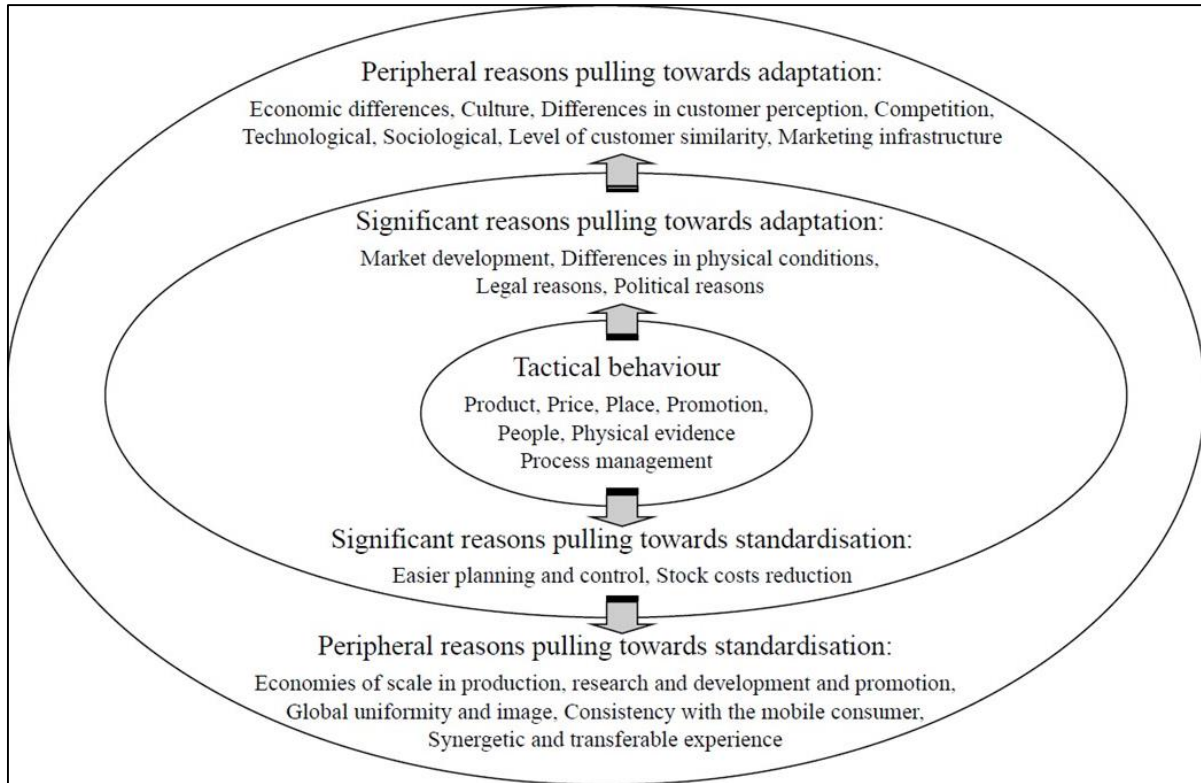 Peripheral reasons pulling towards adaptation:
Economic differences, Culture, Differences in customer perception, Competition,
Technological, Sociological, Level of customer similarity, Marketing infrastructure
Significant reasons pulling towards adaptation:
Market development, Differences in physical conditions,
Legal reasons, Political reasons
Tactical behaviour
Product, Price, Place, Promotion,
People, Physical evidence
Process management
Significant reasons pulling towards standardisation:
Easier planning and control, Stock costs reduction
Peripheral reasons pulling towards standardisation:
Economies of scale in production, research and development and promotion,
Global uniformity and image, Consistency with the mobile consumer,
Synergetic and transferable experience